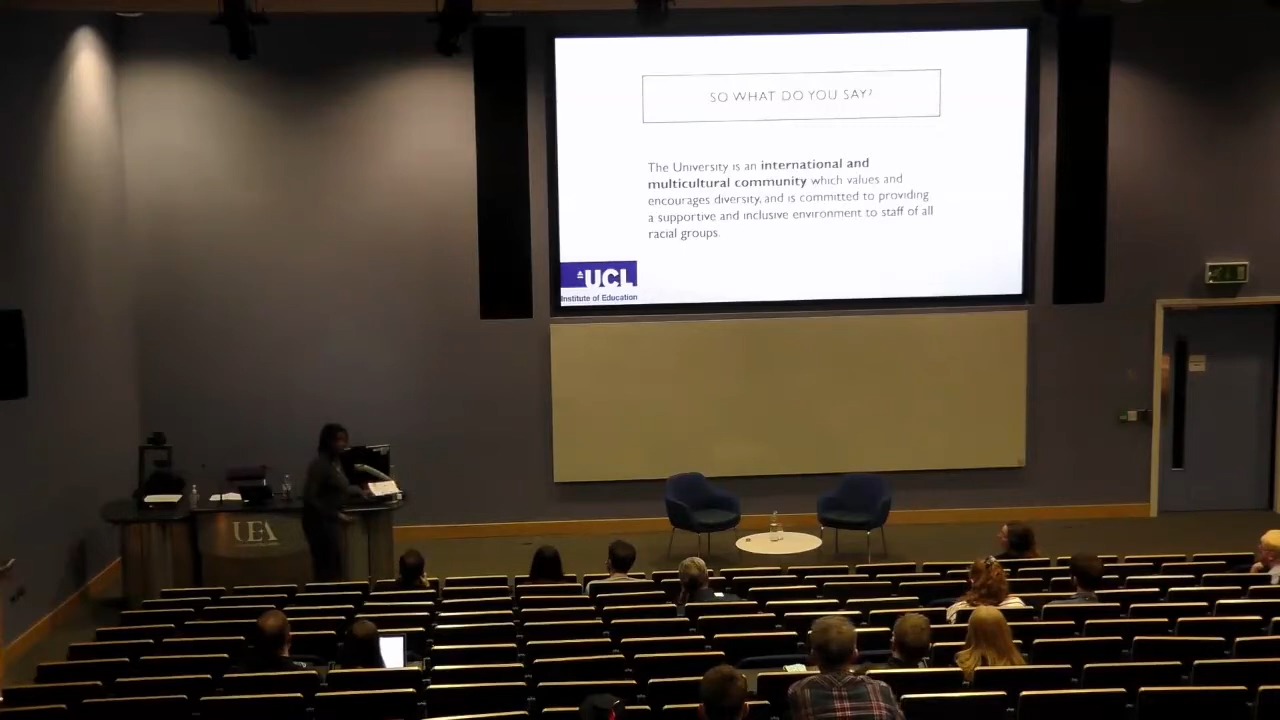 SO WHAT DO YOU SAY?
The University is an international and
multicultural community which values and
encourages diversity, and is committed to providing
a supportive and inclusive environment to staff of all
racial groups.
UCL
Institute of Education
UEA